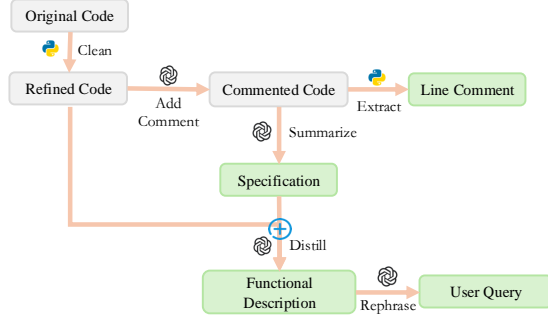 Original Code
Clean
Refined Code
Add
Comment
Commented Code
Extract
Line Comment
Summarize
Specification
Distill
Functional
Description
Rephrase
User Query